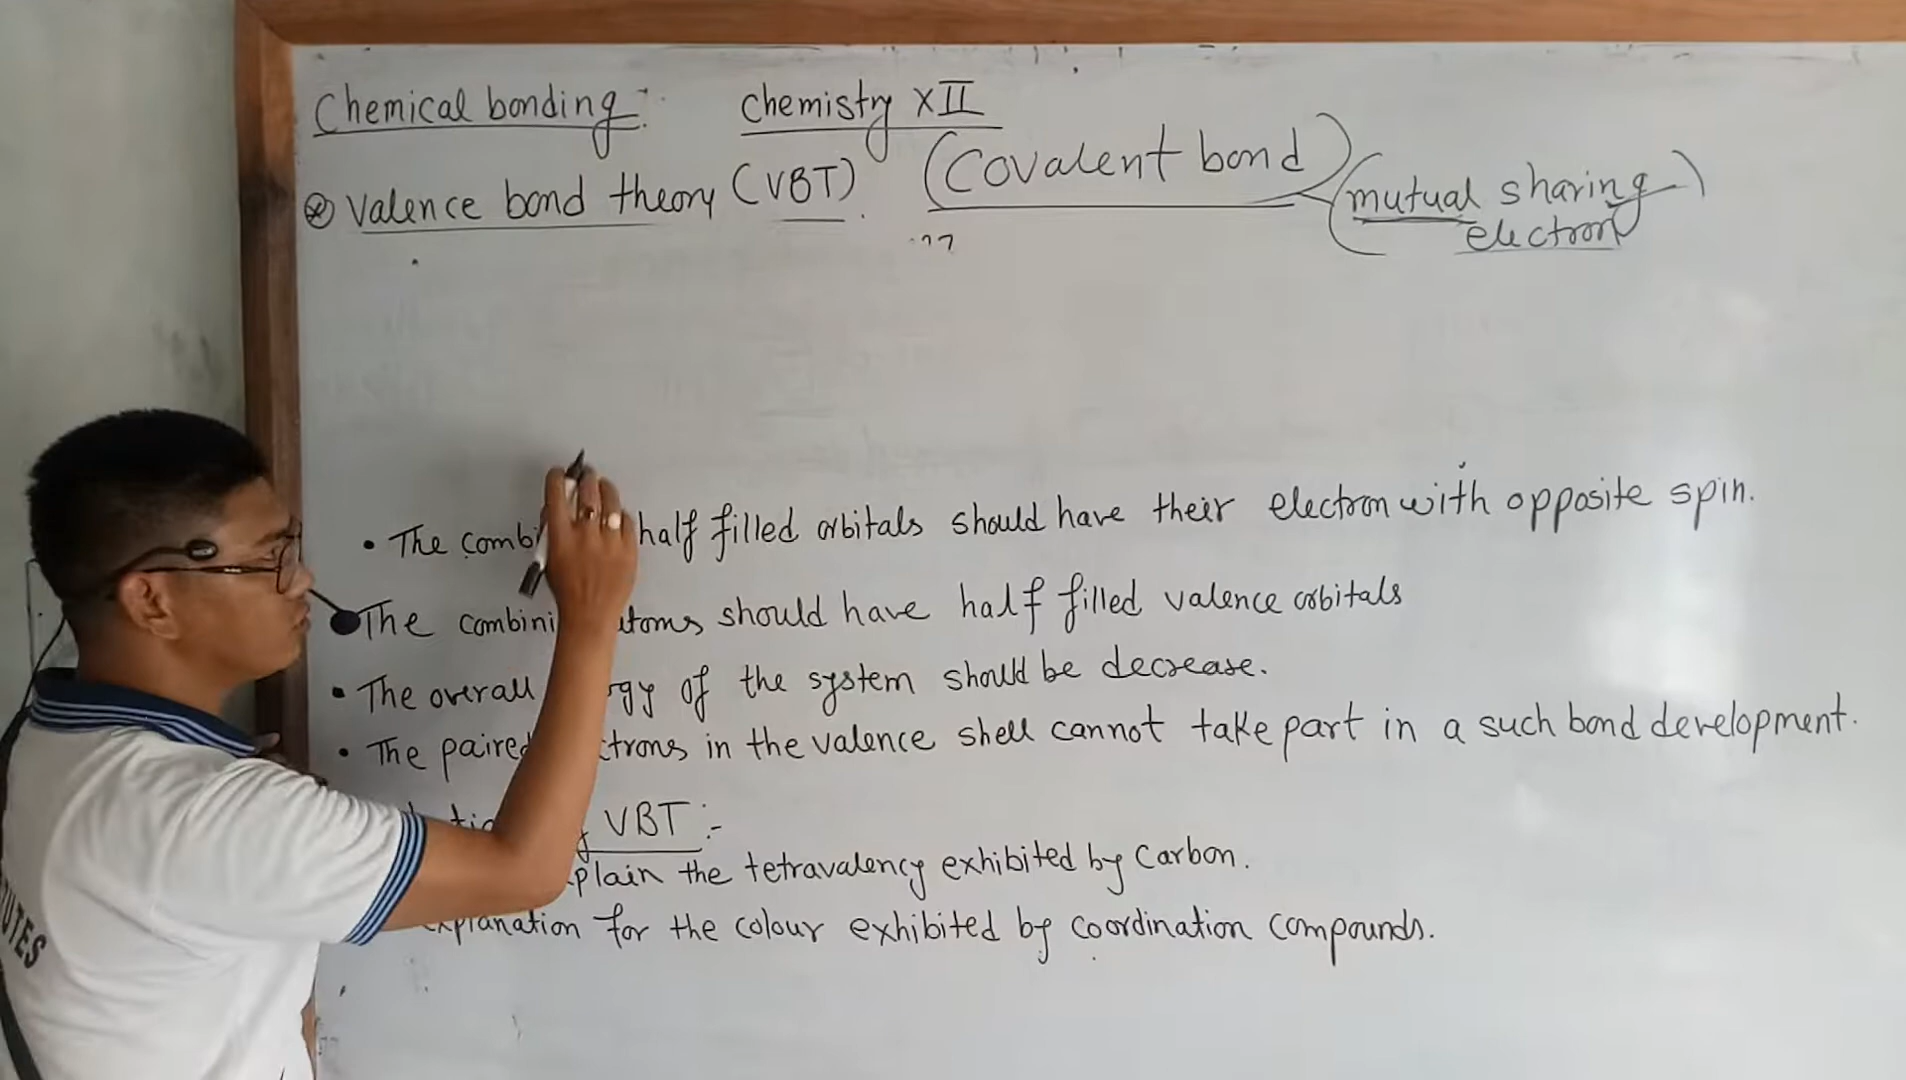 Chemical bonding:
Chemistry XII
Valence bond theory (VBT)
(Covalent bond)
(mutual sharing
electron
• The half filled orbitals should have their electron with opposite spin.
• The should have half filled valence orbitals
• The overall of the system should be decrease.
• The in the valence shell cannot take part in a such bond development.
VBT :-
the tetravalency exhibited by Carbon.
for the colour exhibited by coordination compounds.